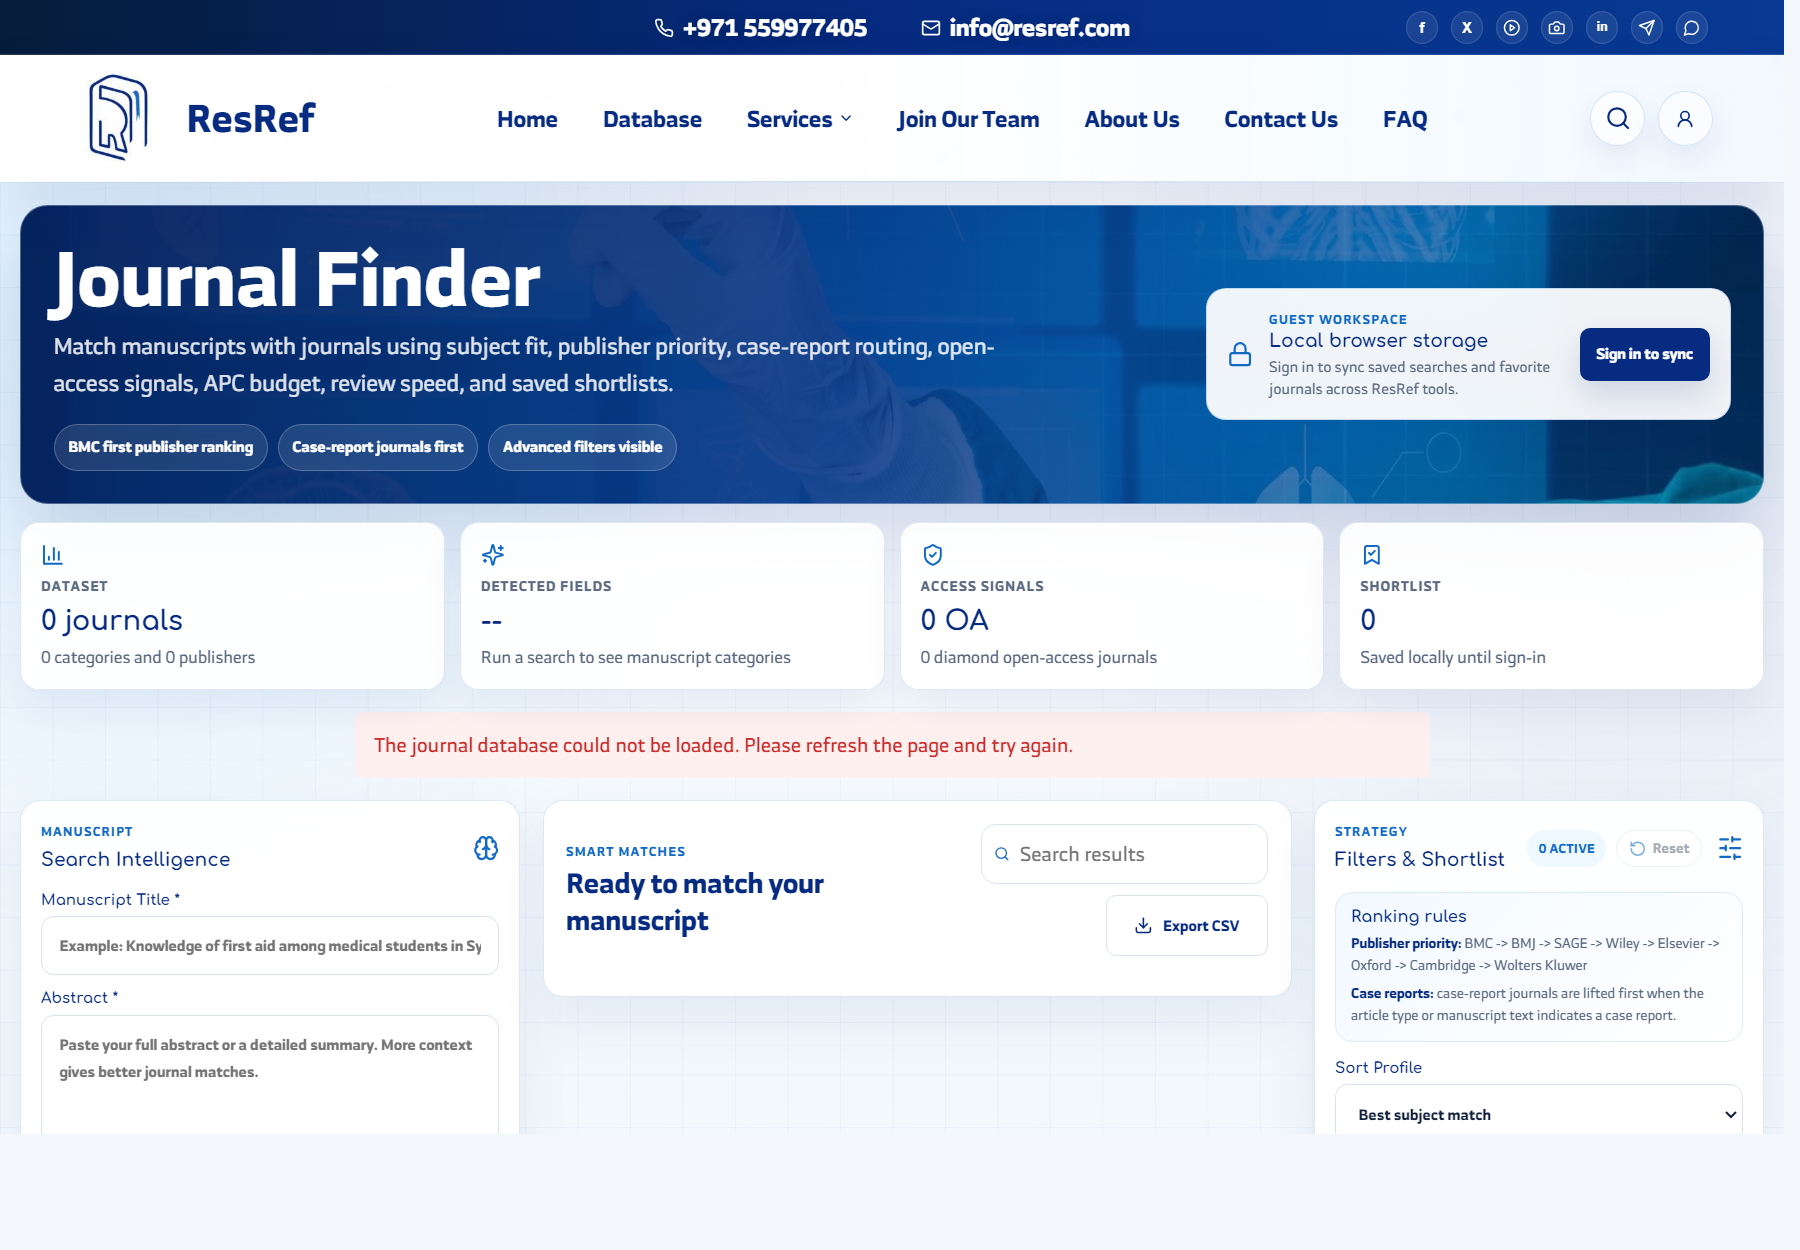 +971 559977405
info@resref.com
f
X
in
ResRef
Home
Database
Services
Join Our Team
About Us
Contact Us
FAQ
Journal Finder
Match manuscripts with journals using subject fit, publisher priority, case-report routing, open-
access signals, APC budget, review speed, and saved shortlists.
BMC first publisher ranking
Case-report journals first
Advanced filters visible
GUEST WORKSPACE
Local browser storage
Sign in to sync saved searches and favorite
journals across ResRef tools.
Sign in to sync
DATASET
0 journals
0 categories and 0 publishers
DETECTED FIELDS
--
Run a search to see manuscript categories
ACCESS SIGNALS
0 OA
0 diamond open-access journals
SHORTLIST
0
Saved locally until sign-in
The journal database could not be loaded. Please refresh the page and try again.
MANUSCRIPT
Search Intelligence
Manuscript Title *
Example: Knowledge of first aid among medical students in Sy
Abstract *
Paste your full abstract or a detailed summary. More context
gives better journal matches.
SMART MATCHES
Ready to match your
manuscript
Search results
Export CSV
STRATEGY
Filters & Shortlist
0 ACTIVE
Reset
Ranking rules
Publisher priority: BMC -> BMJ -> SAGE -> Wiley -> Elsevier ->
Oxford -> Cambridge -> Wolters Kluwer
Case reports: case-report journals are lifted first when the
article type or manuscript text indicates a case report.
Sort Profile
Best subject match